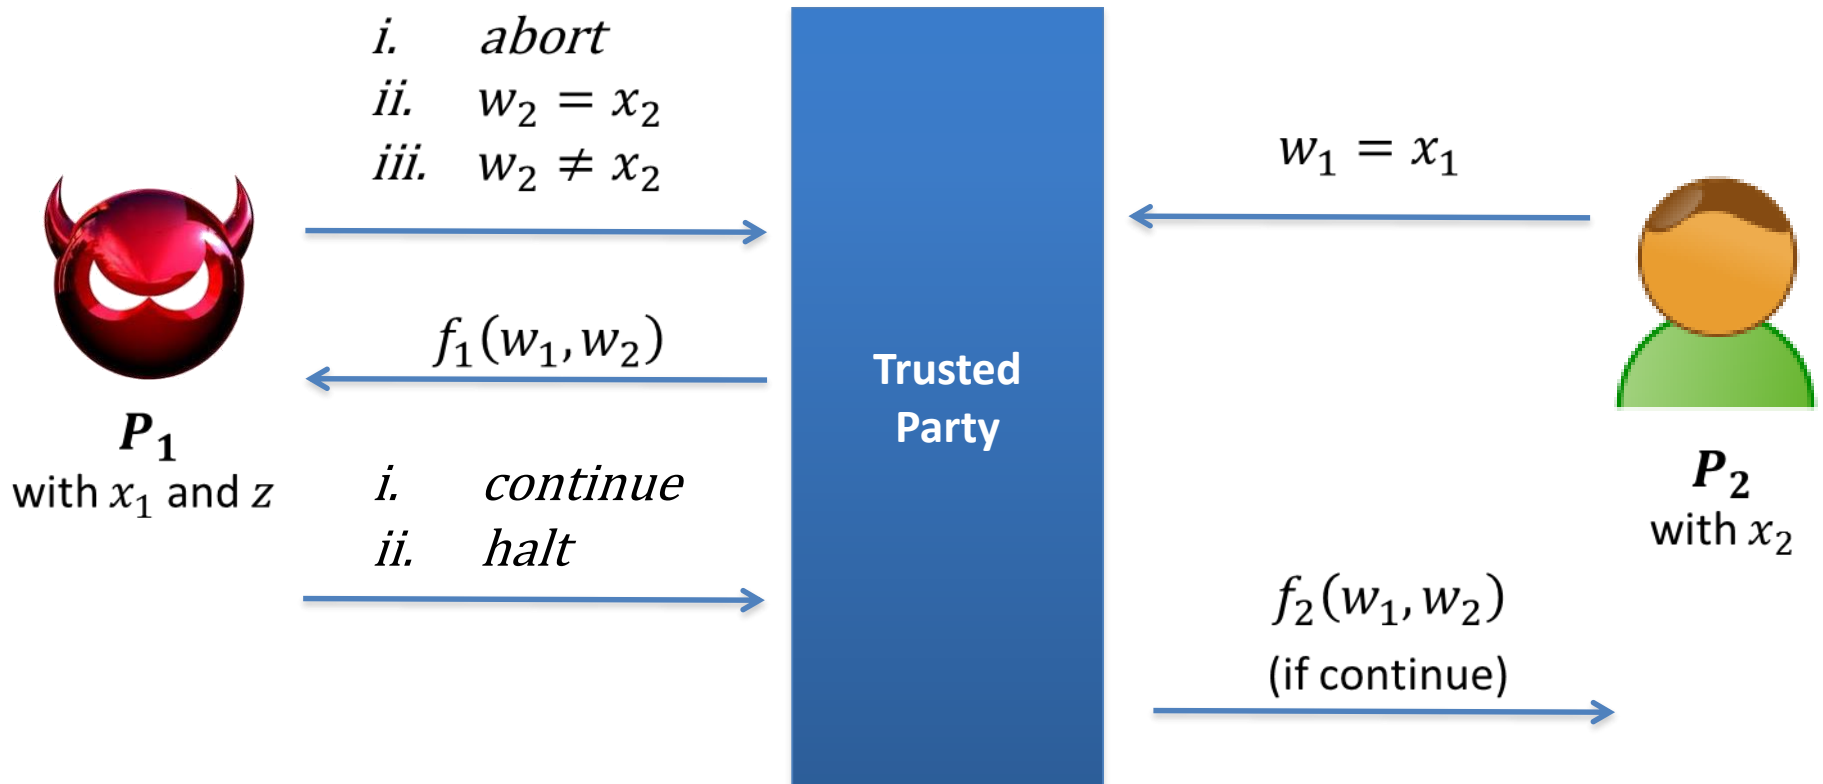 i. abort
ii. w₂ = x₂
iii. w₂ ≠ x₂
w₁ = x₁
f₁(w₁, w₂)
Trusted
Party
P₁
with x₁ and z
i. continue
ii. halt
P₂
with x₂
f₂(w₁, w₂)
(if continue)